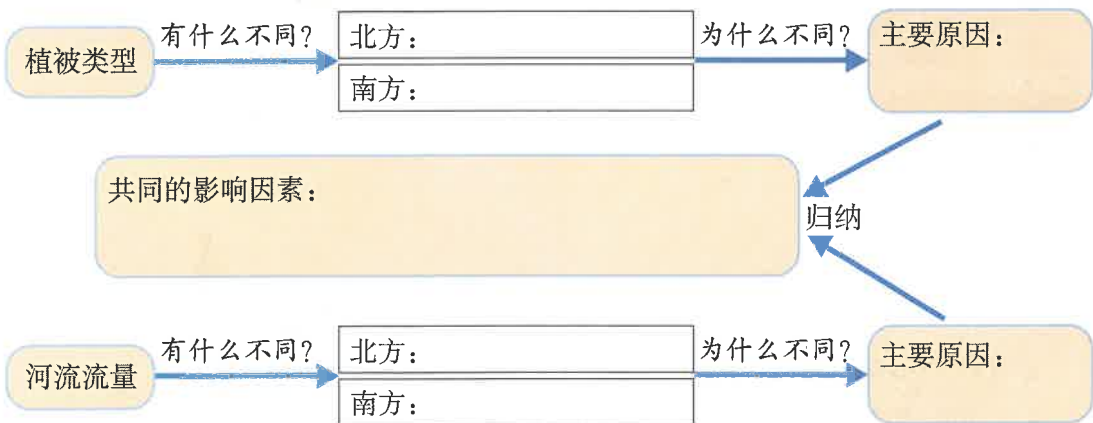 植被类型
有什么不同?
北方：
南方：
为什么不同?
主要原因：
共同的影响因素：
归纳
河流流量
有什么不同?
北方：
南方：
为什么不同?
主要原因：